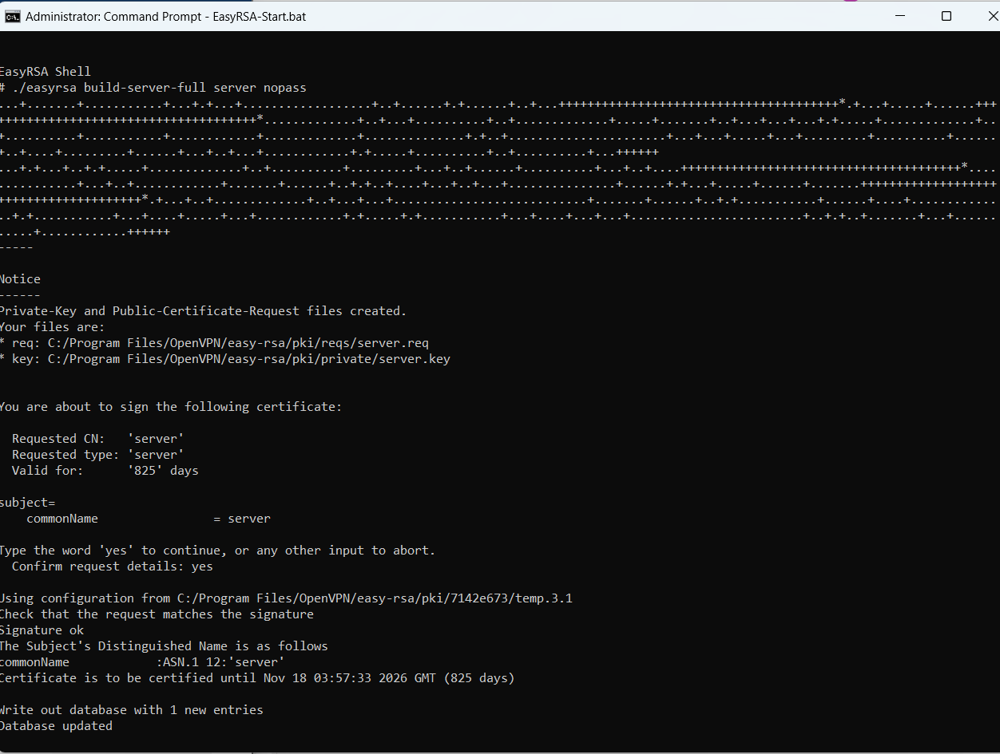 Administrator: Command Prompt - EasyRSA-Start.bat
EasyRSA Shell
# ./easyrsa build-server-full server nopass
-----
Notice
------
Private-Key and Public-Certificate-Request files created.
Your files are:
* req: C:/Program Files/OpenVPN/easy-rsa/pki/reqs/server.req
* key: C:/Program Files/OpenVPN/easy-rsa/pki/private/server.key
You are about to sign the following certificate:
Requested CN: 'server'
Requested type: 'server'
Valid for: '825' days
subject=
commonName = server
Type the word 'yes' to continue, or any other input to abort.
Confirm request details: yes
Using configuration from C:/Program Files/OpenVPN/easy-rsa/pki/7142e673/temp.3.1
Check that the request matches the signature
Signature ok
The Subject's Distinguished Name is as follows
commonName :ASN.1 12:'server'
Certificate is to be certified until Nov 18 03:57:33 2026 GMT (825 days)
Write out database with 1 new entries
Database updated